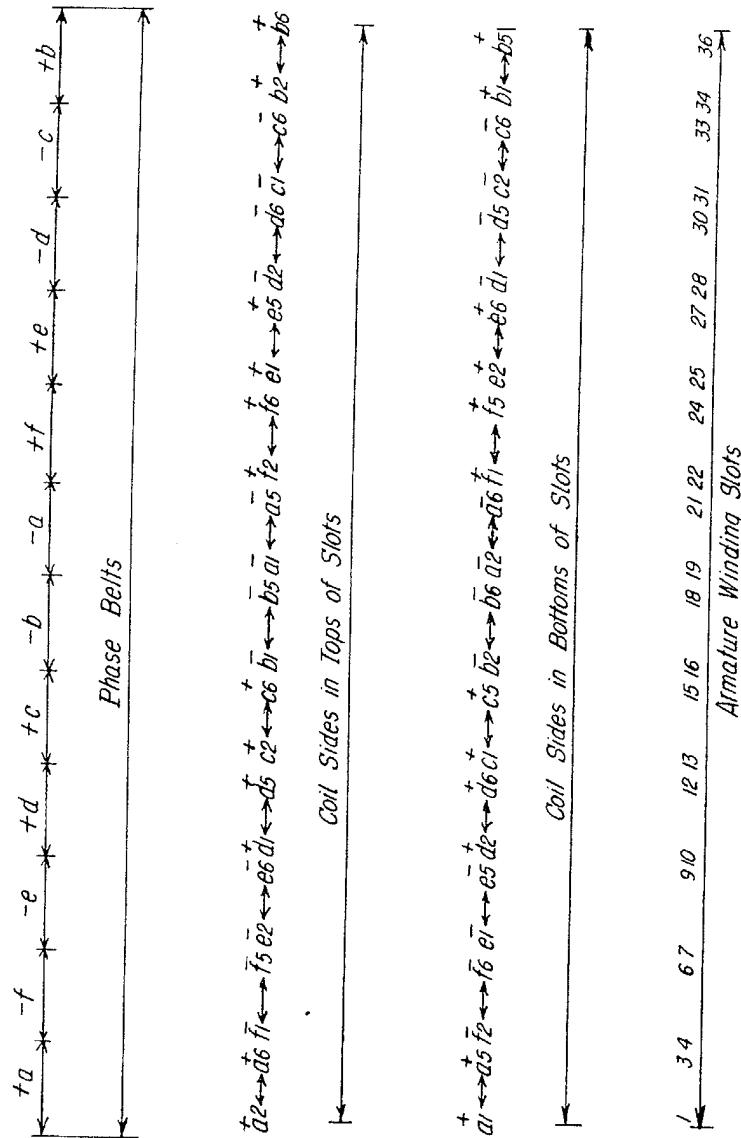 +a -f -e +d +c -b -a +f +e -d -c +b
Phase Belts
+ + - - - - + + + + - - - - + + + + - - - - + +
a2↔a6 f1↔f5 e2↔e6 d1↔d5 c2↔c6 b1↔b5 a1↔a5 f2↔f6 e1↔e5 d2↔d6 c1↔c6 b2↔b6
Coil Sides in Tops of Slots
+ + - - - - + + + + - - - - + + + + - - - - + +
a1↔a5 f2↔f6 e1↔e5 d2↔d6 c1↔c5 b2↔b6 a2↔a6 f1↔f5 e2↔e6 d1↔d5 c2↔c6 b1↔b5
Coil Sides in Bottoms of Slots
1 3 4 6 7 9 10 12 13 15 16 18 19 21 22 24 25 27 28 30 31 33 34 36
Armature Winding Slots